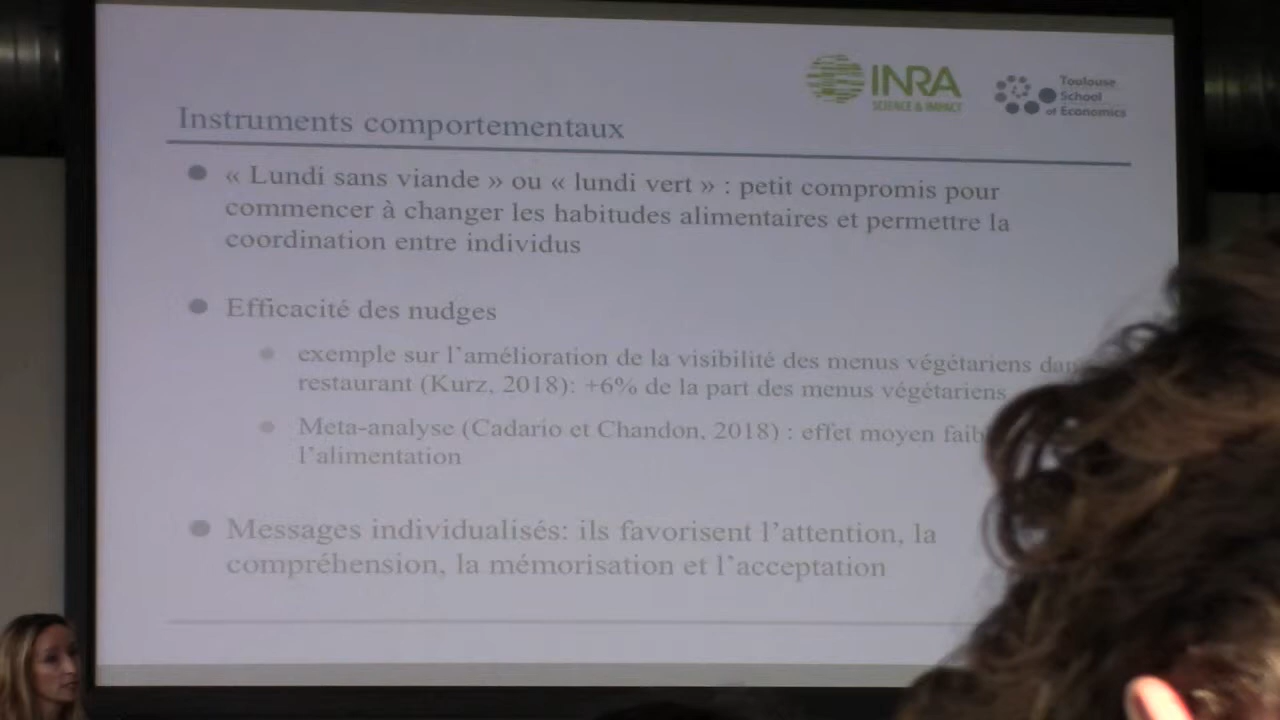 INRA
SCIENCE & IMPACT
Toulouse
School
of Economics
Instruments comportementaux
« Lundi sans viande » ou « lundi vert » : petit compromis pour
commencer à changer les habitudes alimentaires et permettre la
coordination entre individus
Efficacité des nudges
exemple sur l'amélioration de la visibilité des menus végétariens
restaurant (Kurz, 2018): +6% de la part des menus végétariens
Meta-analyse (Cadario et Chandon, 2018) : effet moyen
l'alimentation
Messages individualisés: ils favorisent l'attention, la
compréhension, la mémorisation et l'acceptation